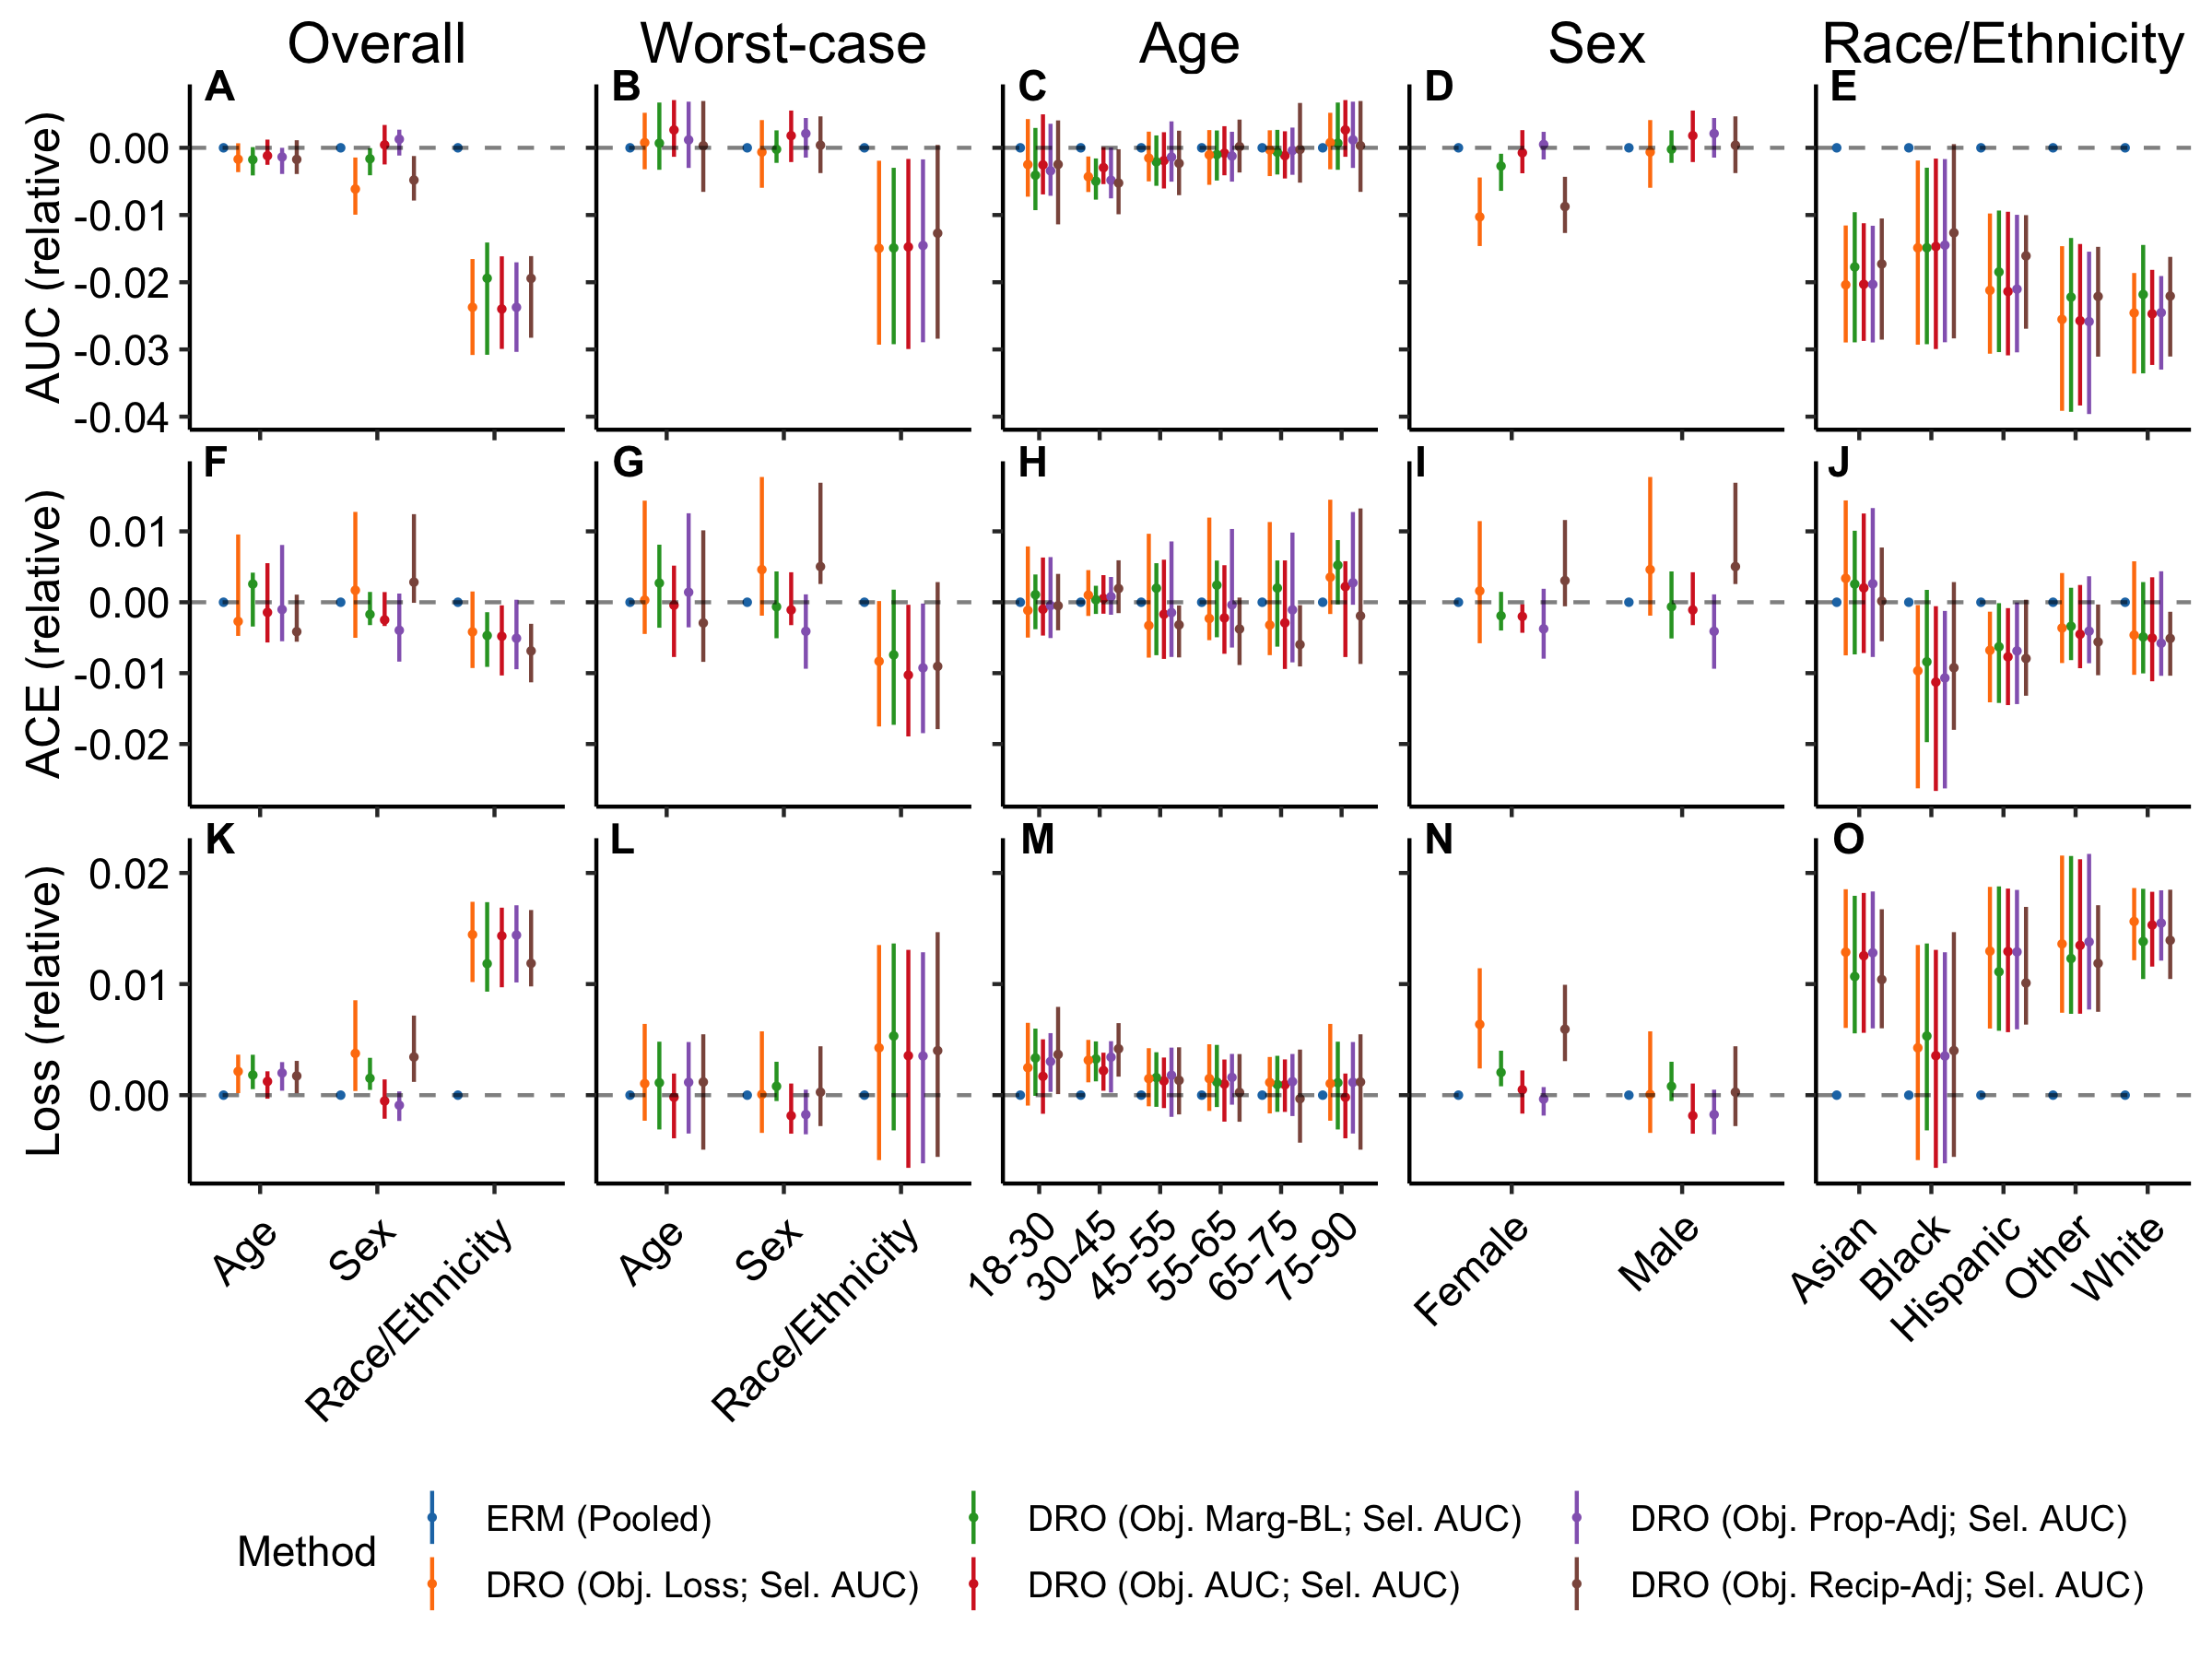 Overall Worst-case Age Sex Race/Ethnicity
A B C D E
AUC (relative)
0.00
-0.01
-0.02
-0.03
-0.04
F G H I J
ACE (relative)
0.01
0.00
-0.01
-0.02
K L M N O
Loss (relative)
0.02
0.01
0.00
Age Sex Race/Ethnicity Age Sex Race/Ethnicity 18-30 30-45 45-55 55-65 65-75 75-90 Female Male Asian Black Hispanic Other White
Method
ERM (Pooled) DRO (Obj. Marg-BL; Sel. AUC) DRO (Obj. Prop-Adj; Sel. AUC)
DRO (Obj. Loss; Sel. AUC) DRO (Obj. AUC; Sel. AUC) DRO (Obj. Recip-Adj; Sel. AUC)